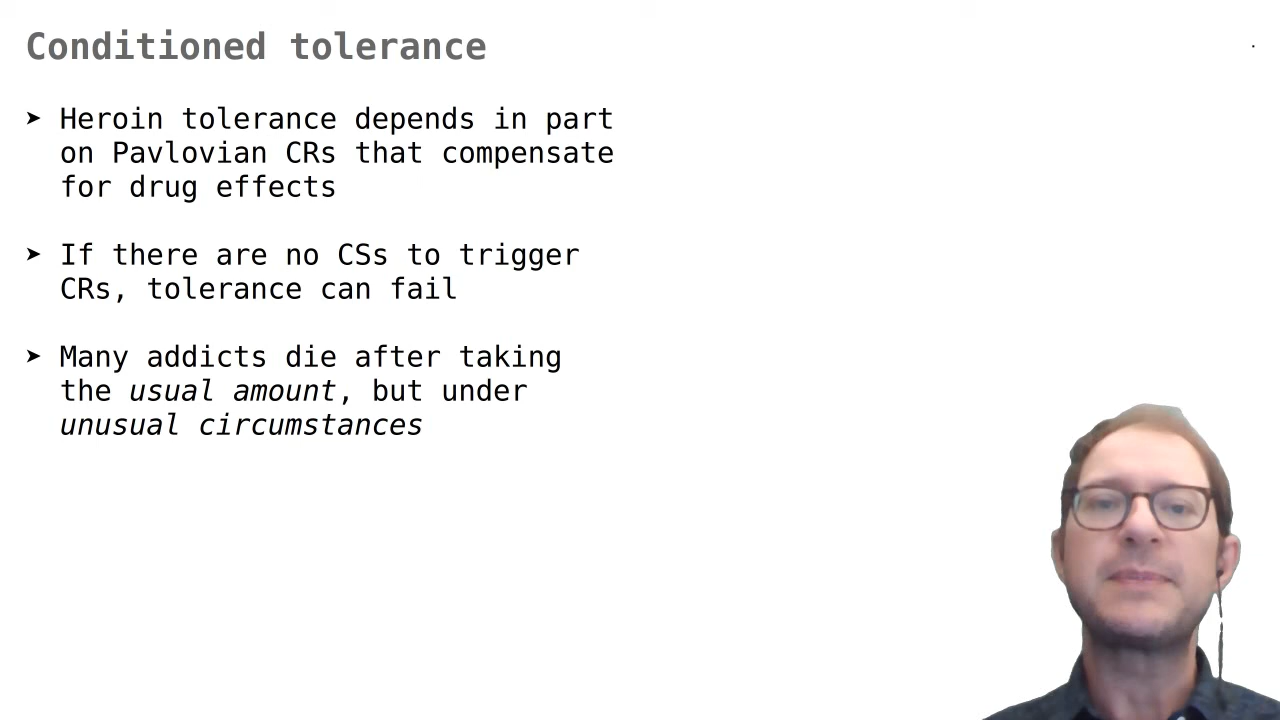 Conditioned tolerance
➤ Heroin tolerance depends in part
on Pavlovian CRs that compensate
for drug effects
➤ If there are no CSs to trigger
CRs, tolerance can fail
➤ Many addicts die after taking
the usual amount, but under
unusual circumstances